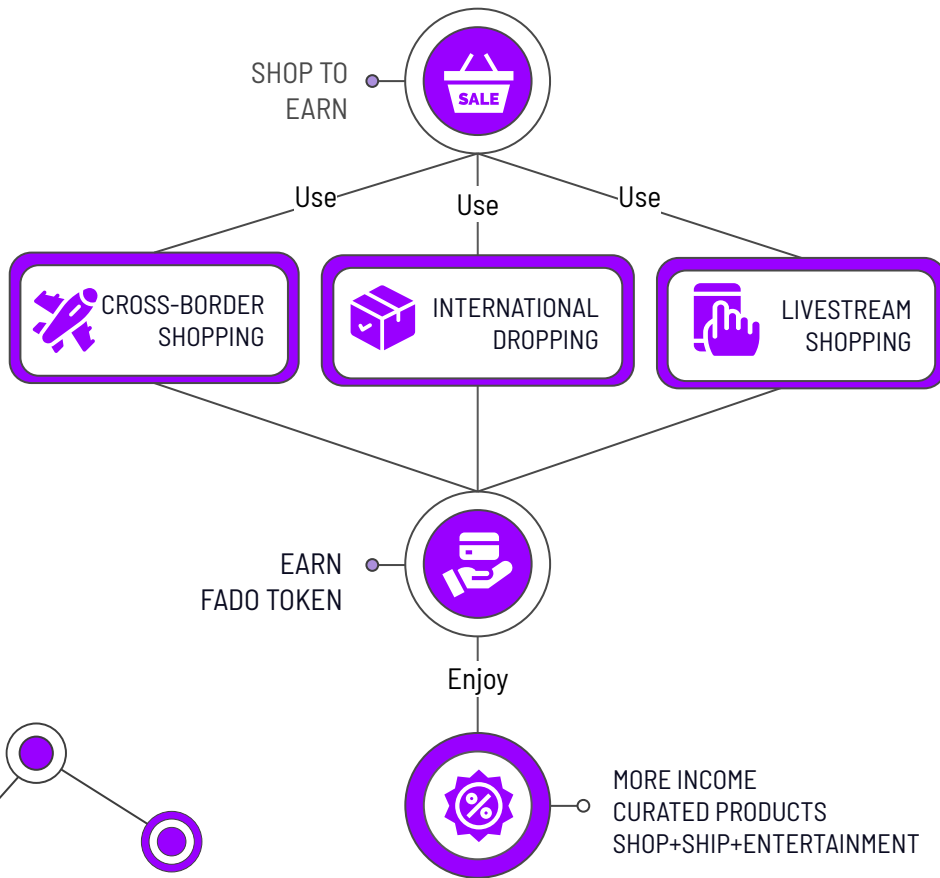 SALE
SHOP TO
EARN
Use
Use
Use
CROSS-BORDER
SHOPPING
INTERNATIONAL
DROPPING
LIVESTREAM
SHOPPING
EARN
FADO TOKEN
Enjoy
MORE INCOME
CURATED PRODUCTS
SHOP+SHIP+ENTERTAINMENT